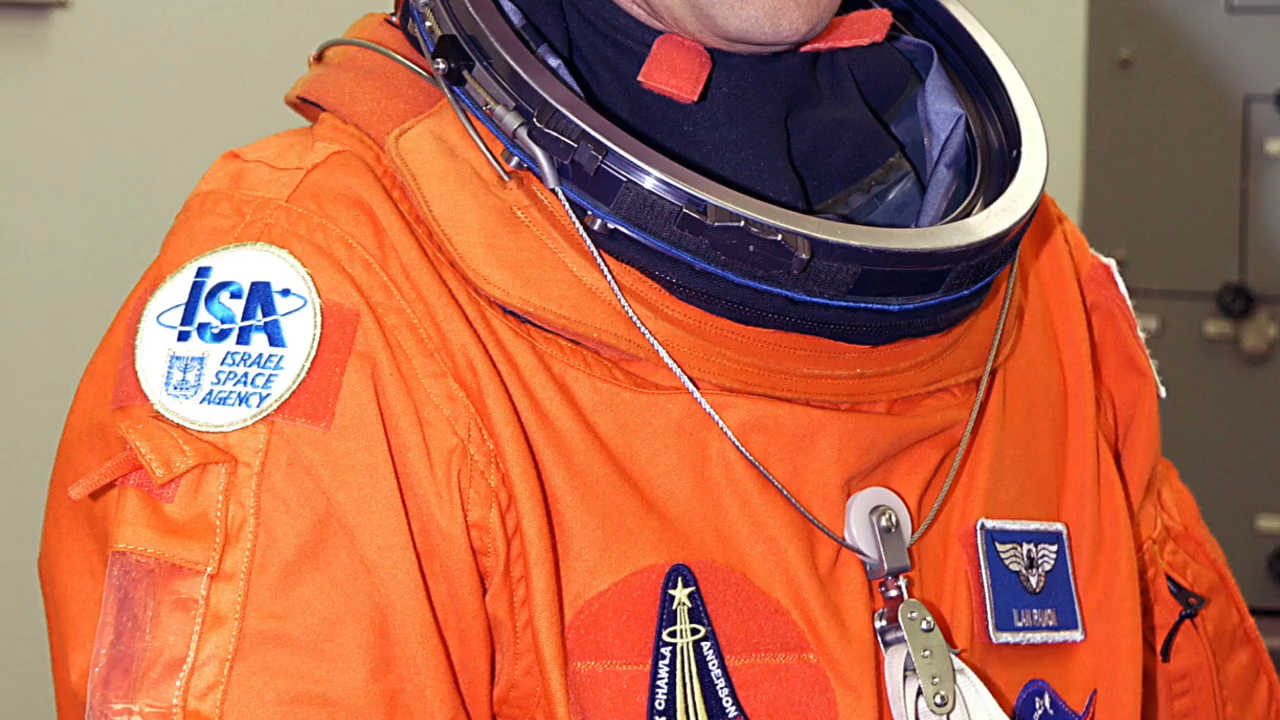 ISA
ISRAEL
SPACE
AGENCY
ILAN RAMON
CHAWLA
ANDERSON